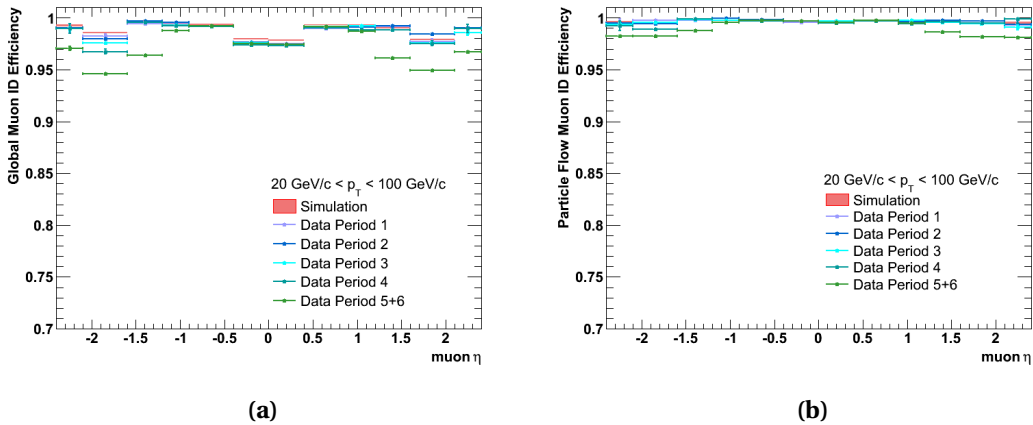 Global Muon ID Efficiency
1
0.95
0.9
0.85
0.8
0.75
0.7
20 GeV/c < p_T < 100 GeV/c
Simulation
Data Period 1
Data Period 2
Data Period 3
Data Period 4
Data Period 5+6
-2 -1.5 -1 -0.5 0 0.5 1 1.5 2
muon η
(a)
Particle Flow Muon ID Efficiency
1
0.95
0.9
0.85
0.8
0.75
0.7
20 GeV/c < p_T < 100 GeV/c
Simulation
Data Period 1
Data Period 2
Data Period 3
Data Period 4
Data Period 5+6
-2 -1.5 -1 -0.5 0 0.5 1 1.5 2
muon η
(b)